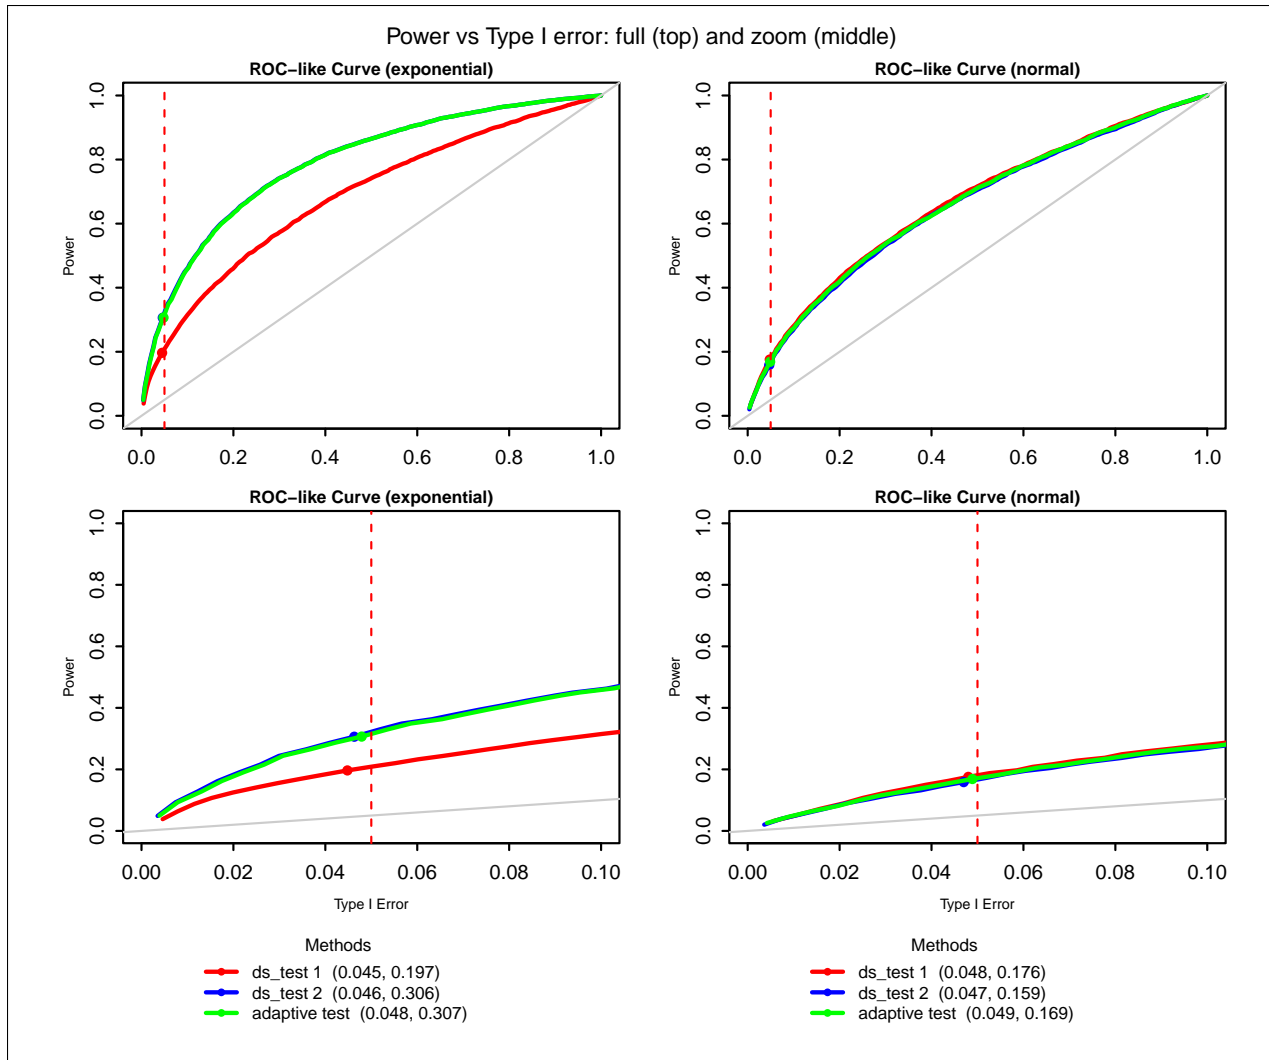 Power vs Type I error: full (top) and zoom (middle)
ROC−like Curve (exponential)
Power
1.0
0.8
0.6
0.4
0.2
0.0
0.0 0.2 0.4 0.6 0.8 1.0
ROC−like Curve (normal)
Power
1.0
0.8
0.6
0.4
0.2
0.0
0.0 0.2 0.4 0.6 0.8 1.0
ROC−like Curve (exponential)
Power
1.0
0.8
0.6
0.4
0.2
0.0
0.00 0.02 0.04 0.06 0.08 0.10
Type I Error
ROC−like Curve (normal)
Power
1.0
0.8
0.6
0.4
0.2
0.0
0.00 0.02 0.04 0.06 0.08 0.10
Type I Error
Methods
ds_test 1 (0.045, 0.197)
ds_test 2 (0.046, 0.306)
adaptive test (0.048, 0.307)
Methods
ds_test 1 (0.048, 0.176)
ds_test 2 (0.047, 0.159)
adaptive test (0.049, 0.169)